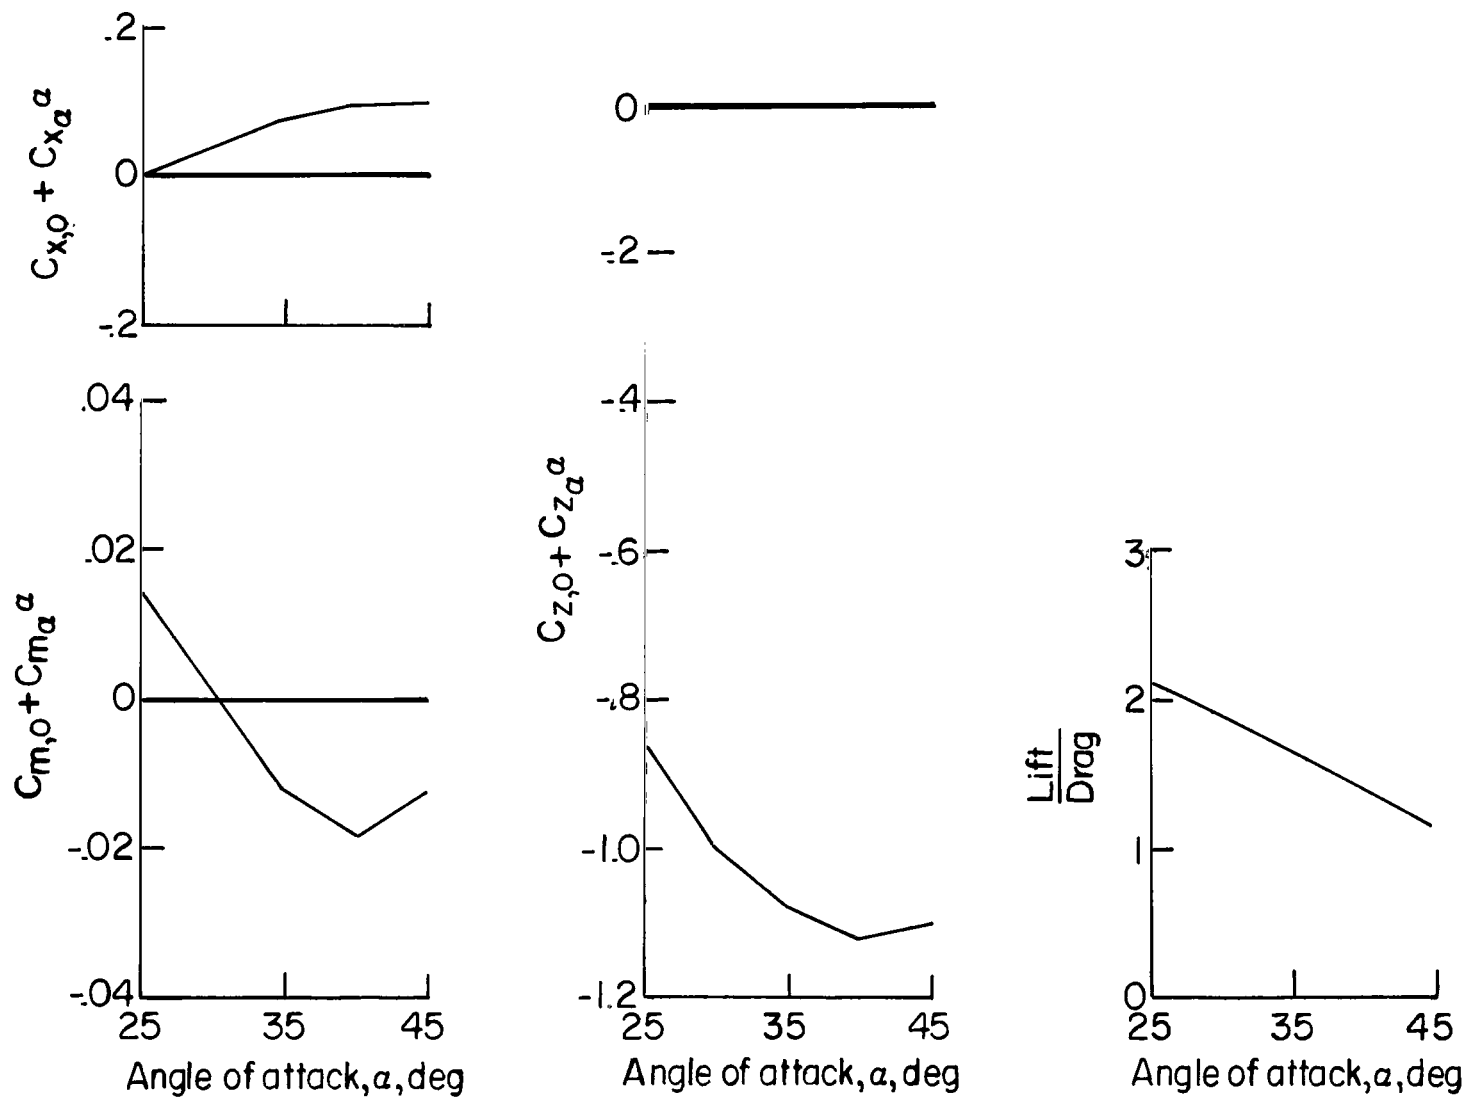 .2
0
-.2
C_{x,o} + C_{x_α}α
.04
.02
0
-.02
-.04
C_{m,o} + C_{m_α}α
25 35 45
Angle of attack, α, deg
0
-.2
-.4
-.6
-.8
-1.0
-1.2
C_{z,o} + C_{z_α}α
25 35 45
Angle of attack, α, deg
3
2
1
0
Lift
Drag
25 35 45
Angle of attack, α, deg